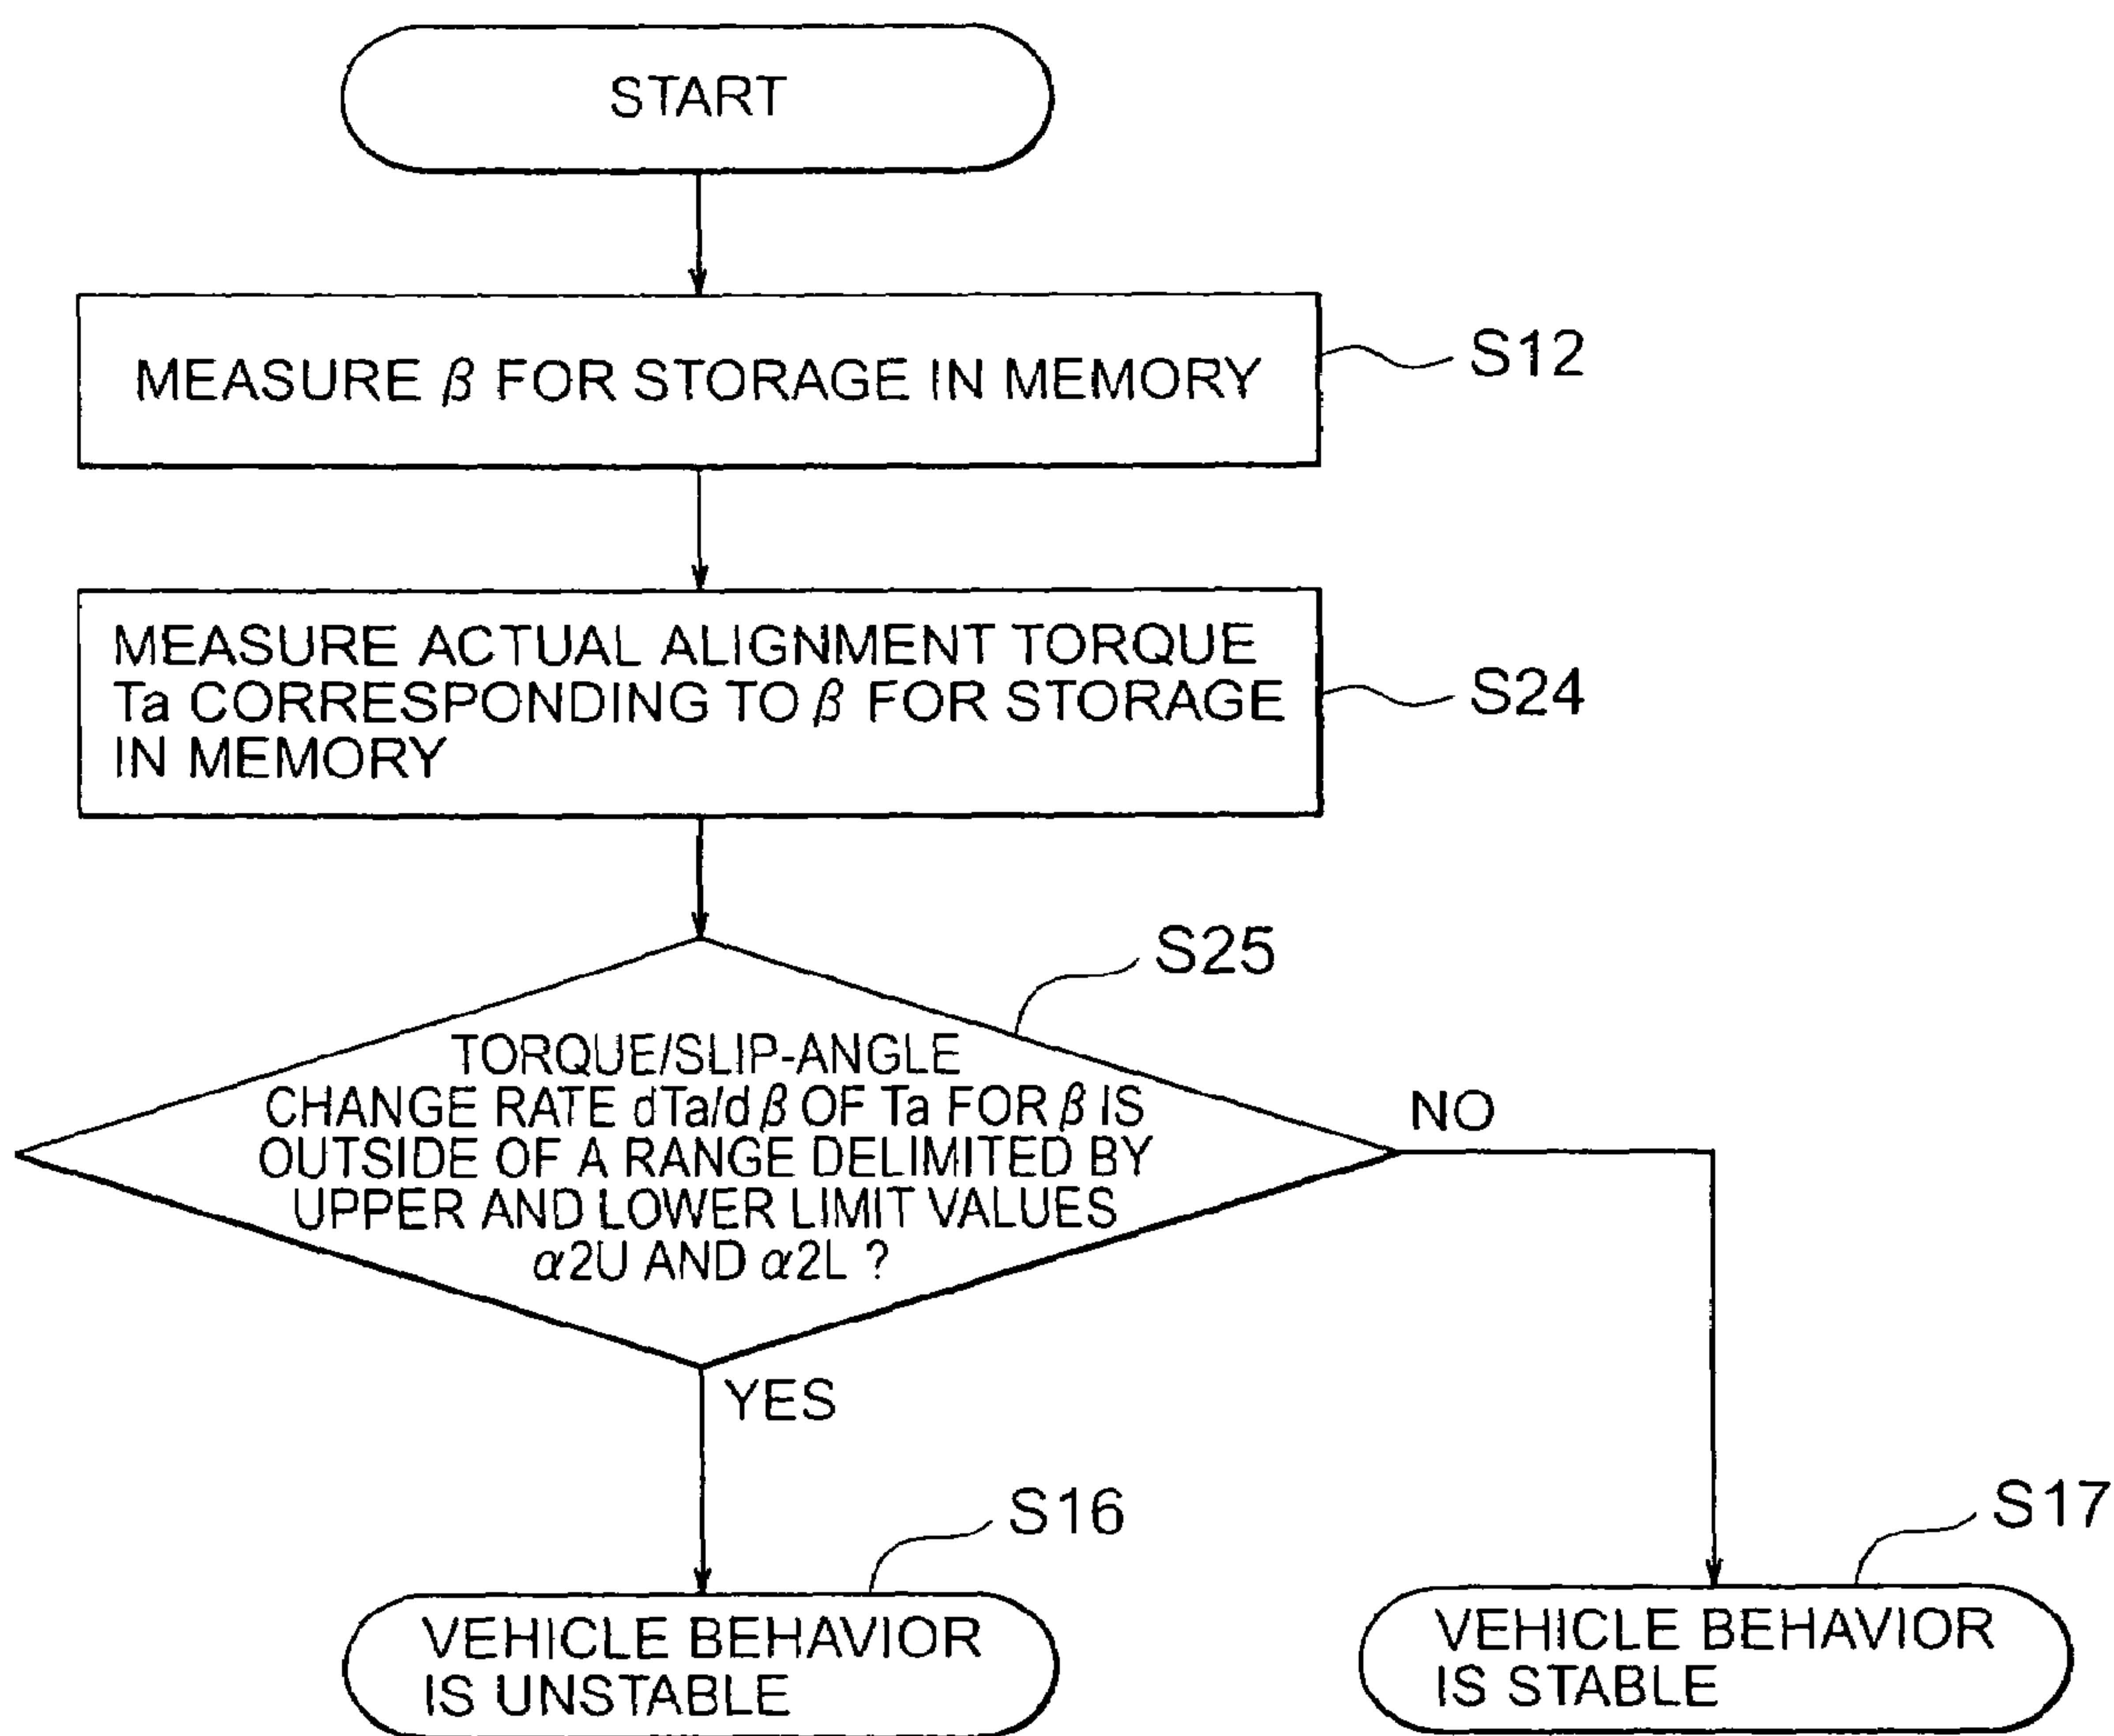 START
MEASURE β FOR STORAGE IN MEMORY
S12
MEASURE ACTUAL ALIGNMENT TORQUE
Ta CORRESPONDING TO β FOR STORAGE
IN MEMORY
S24
S25
TORQUE/SLIP-ANGLE
CHANGE RATE dTa/dβ OF Ta FOR β IS
OUTSIDE OF A RANGE DELIMITED BY
UPPER AND LOWER LIMIT VALUES
α2U AND α2L ?
NO
YES
S16
VEHICLE BEHAVIOR
IS UNSTABLE
S17
VEHICLE BEHAVIOR
IS STABLE